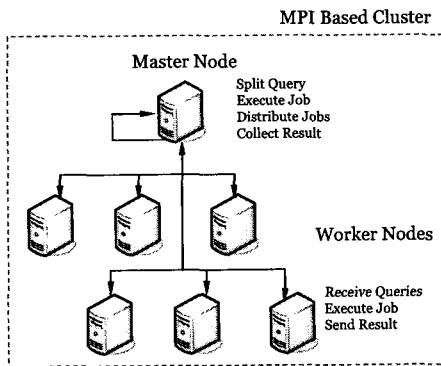 MPI Based Cluster
Master Node
Split Query
Execute Job
Distribute Jobs
Collect Result
Worker Nodes
Receive Queries
Execute Job
Send Result